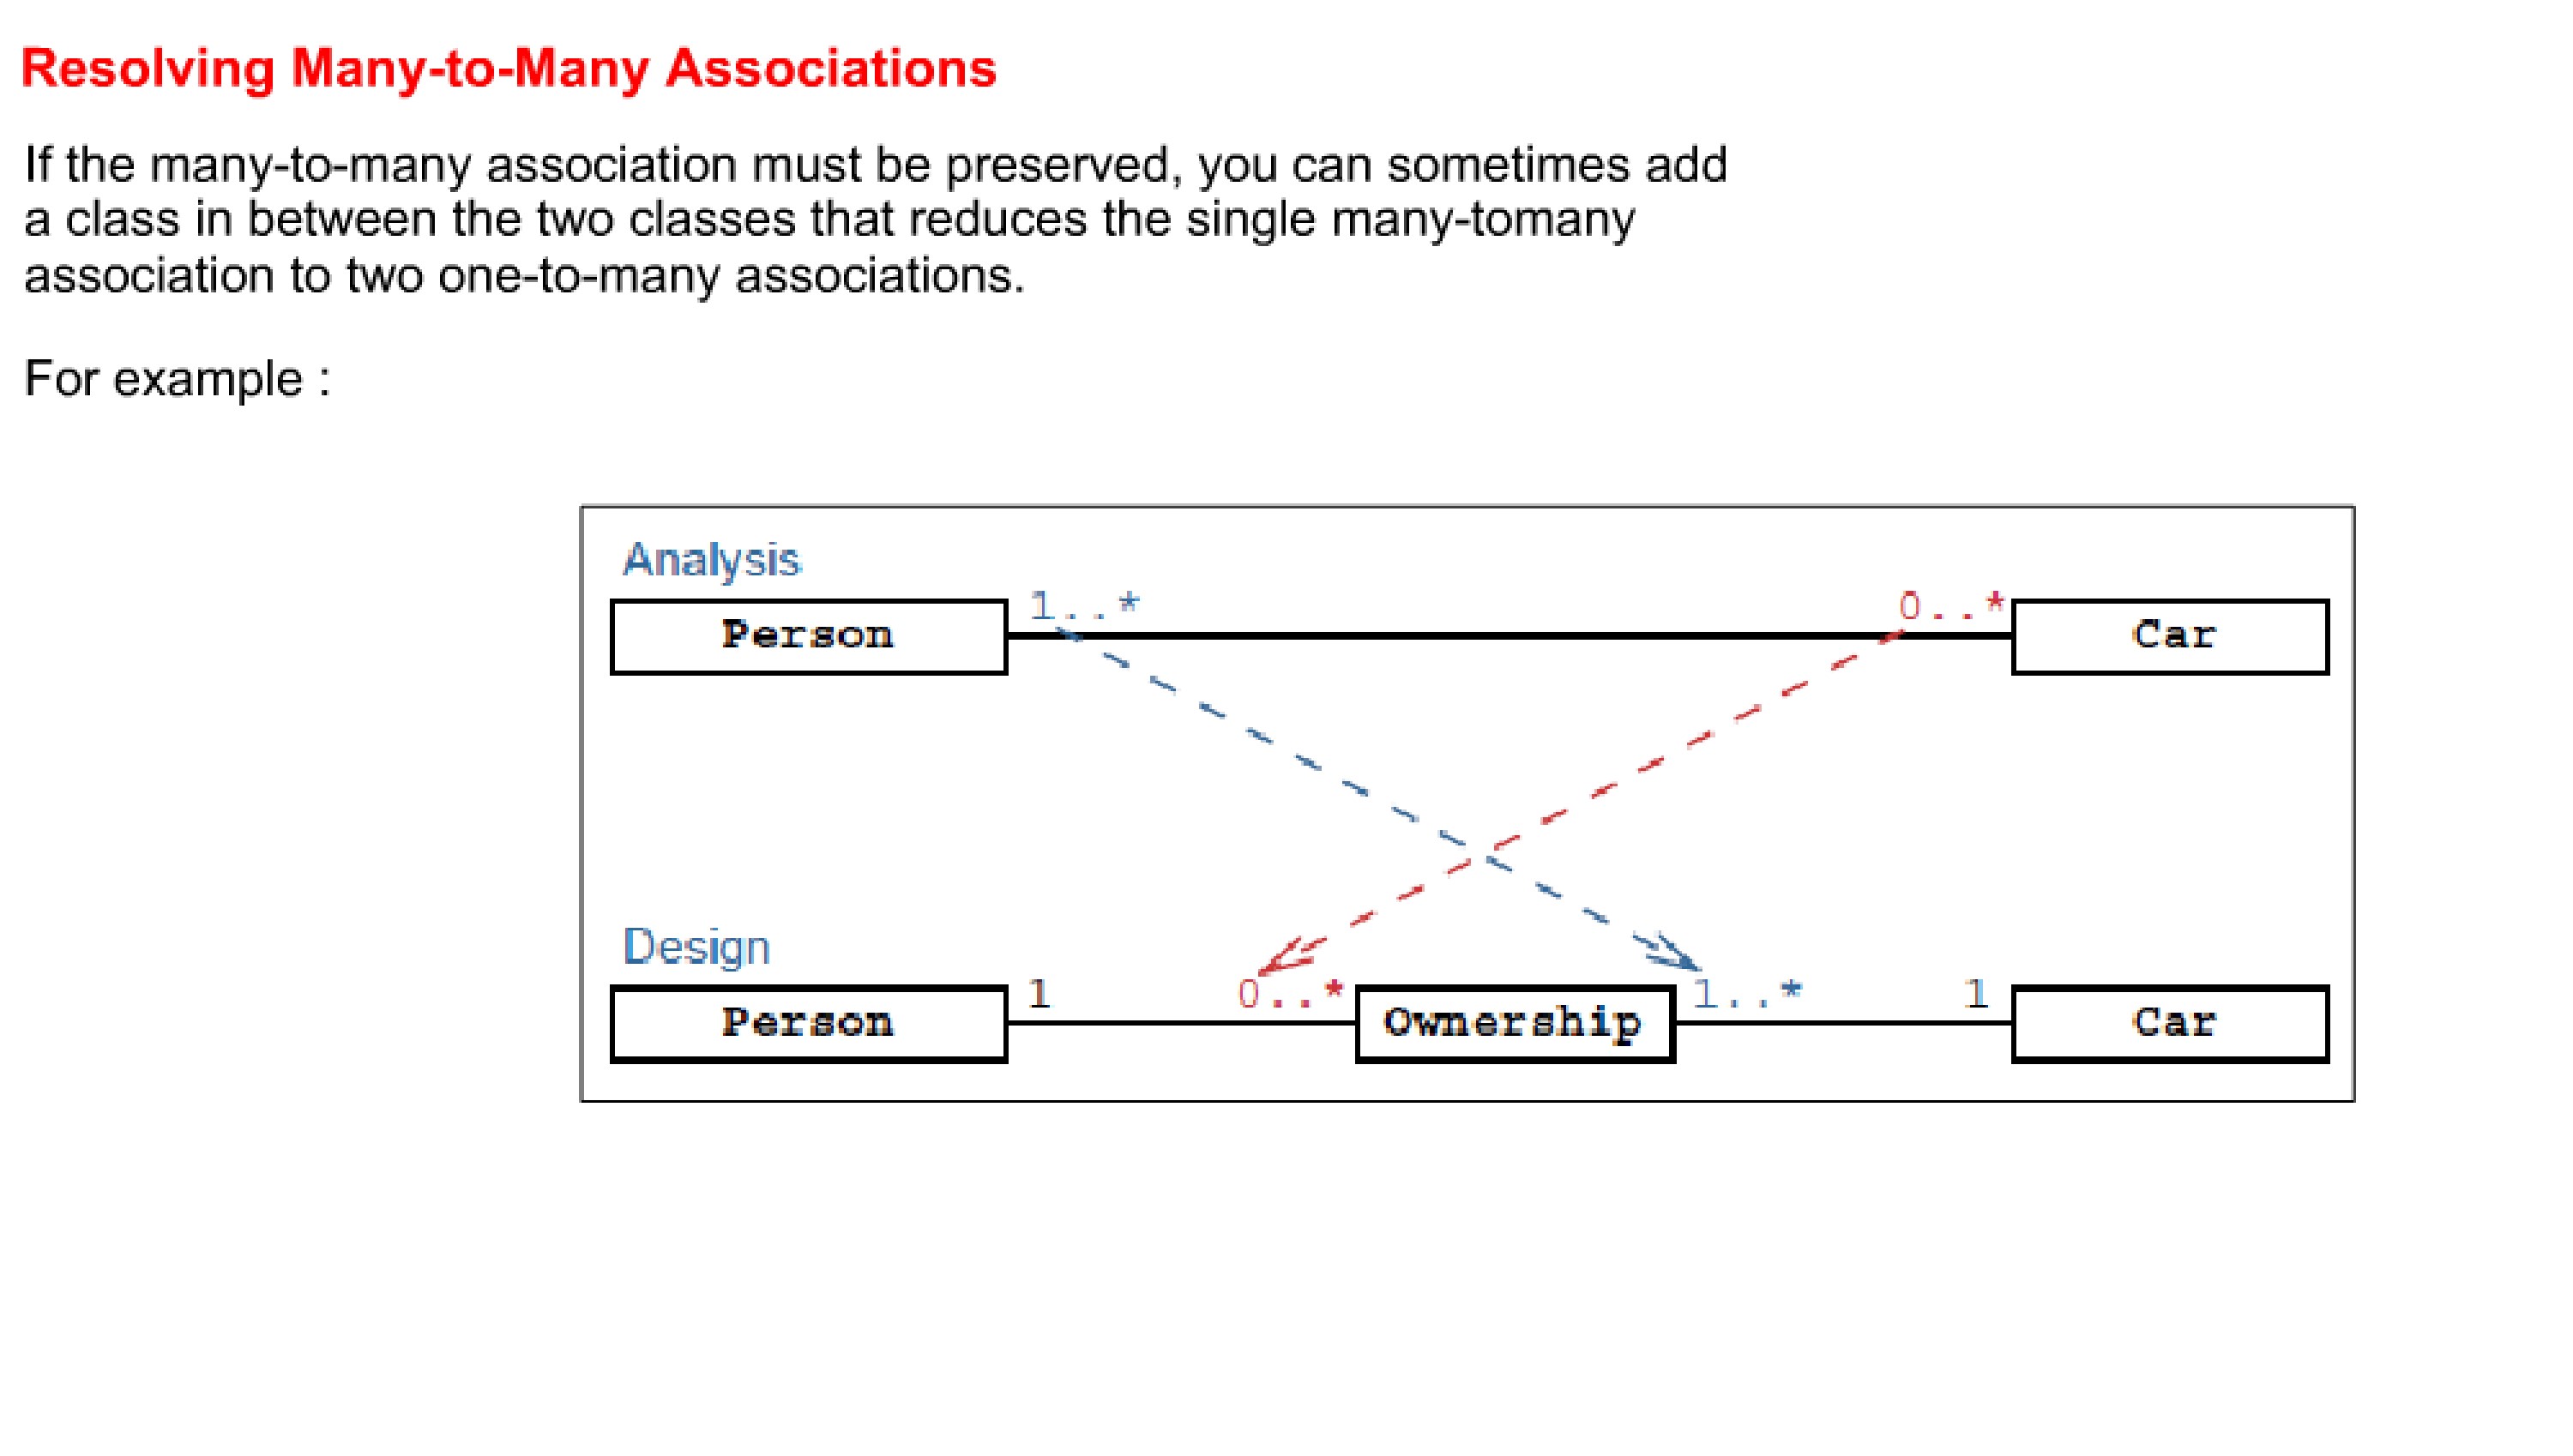 Resolving Many-to-Many Associations
If the many-to-many association must be preserved, you can sometimes add
a class in between the two classes that reduces the single many-tomany
association to two one-to-many associations.
For example :
Analysis
Person 1..* 0..* Car
Design
Person 1 0..* Ownership 1..* 1 Car